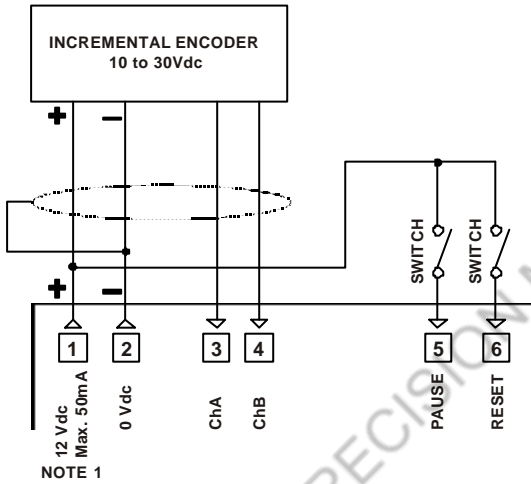 INCREMENTAL ENCODER
10 to 30Vdc
+ −
SWITCH
SWITCH
+ −
1 2 3 4 5 6
12 Vdc
Max. 50mA
0 Vdc
ChA
ChB
PAUSE
RESET
NOTE 1
PRECISION